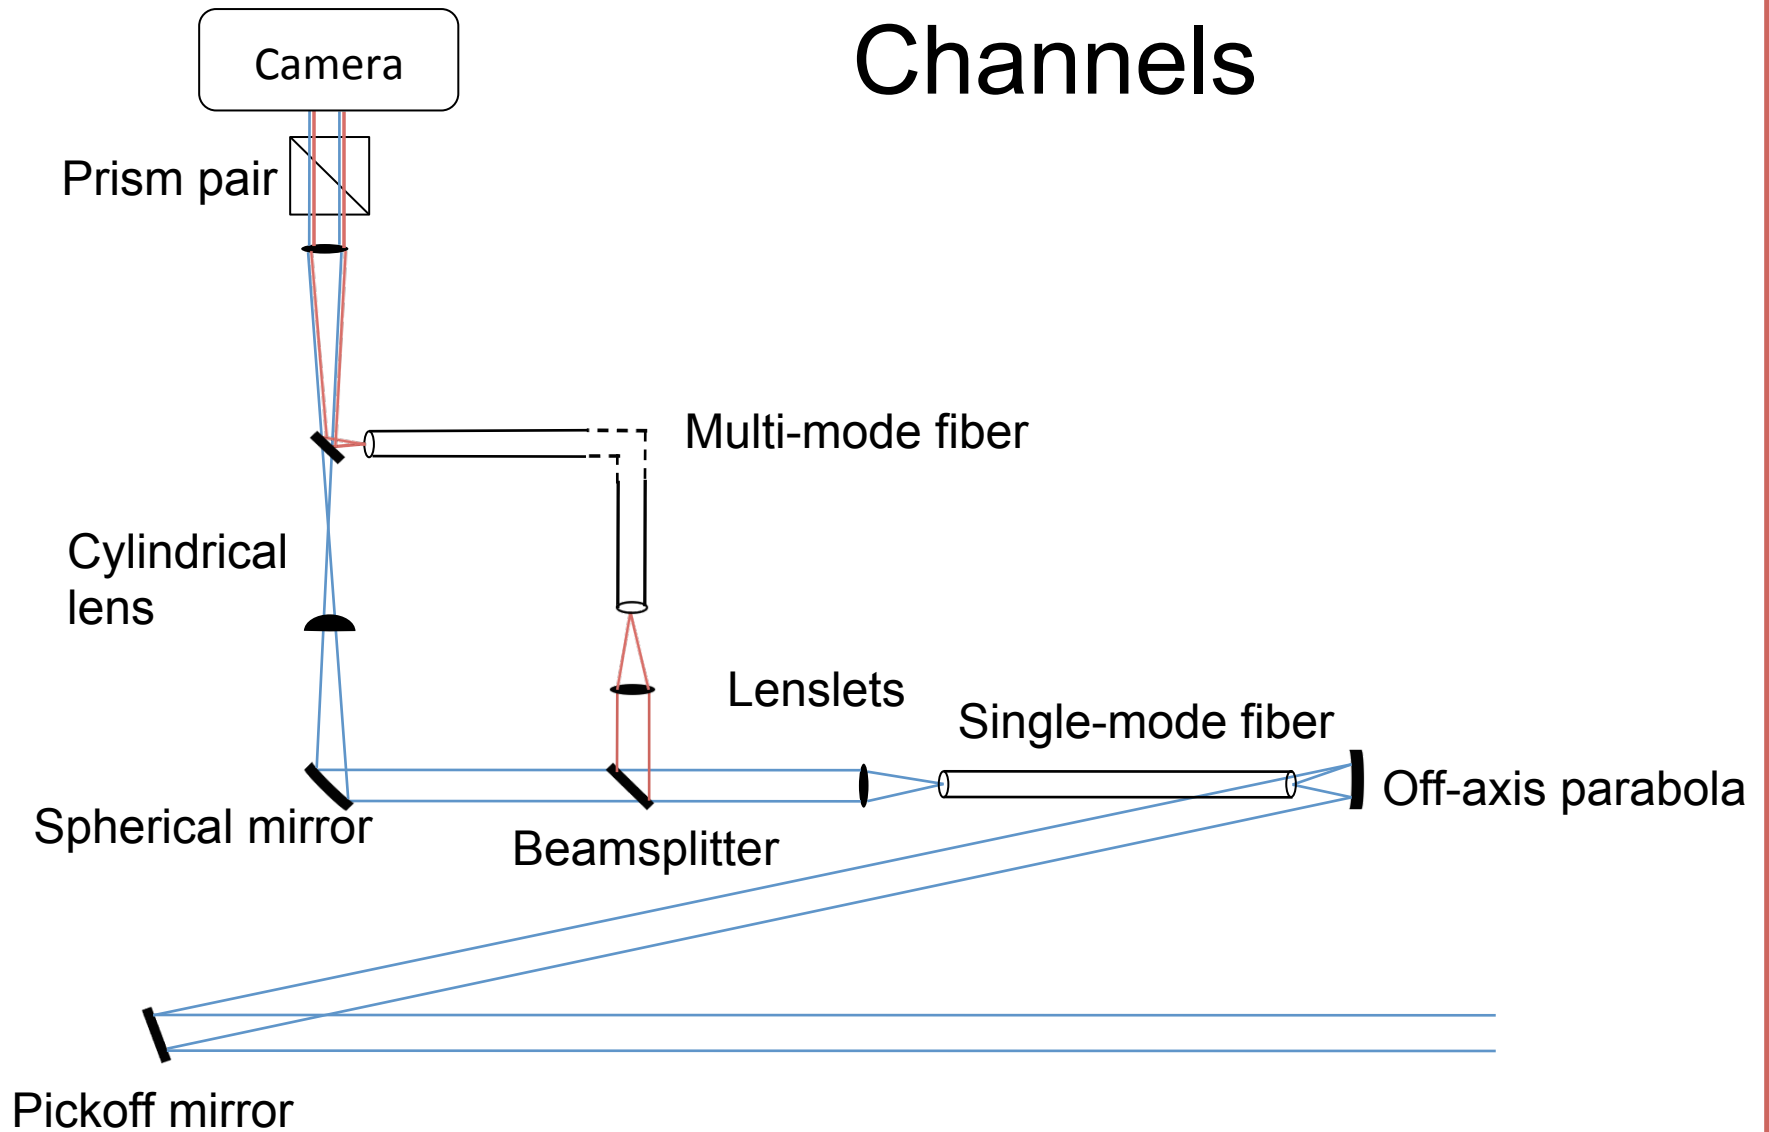 Channels
Camera
Prism pair
Multi-mode fiber
Cylindrical
lens
Lenslets
Single-mode fiber
Off-axis parabola
Spherical mirror
Beamsplitter
Pickoff mirror